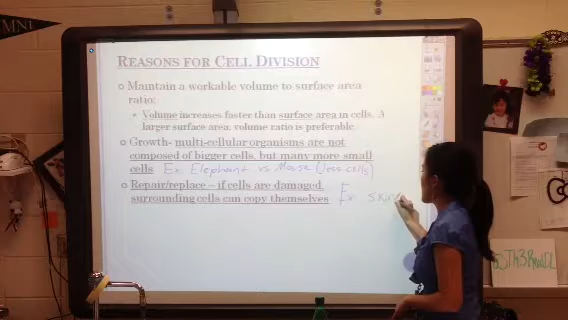 MNI
REASONS FOR CELL DIVISION
Maintain a workable volume to surface area
ratio:
Volume increases faster than surface area in cells. A
larger surface area, volume ratio is preferable.
Growth- multi-cellular organisms are not
composed of bigger cells, but many more small
cells Ex. Elephant vs Mouse (less cells)
Repair/replace – if cells are damaged,
surrounding cells can copy themselves Ex skin